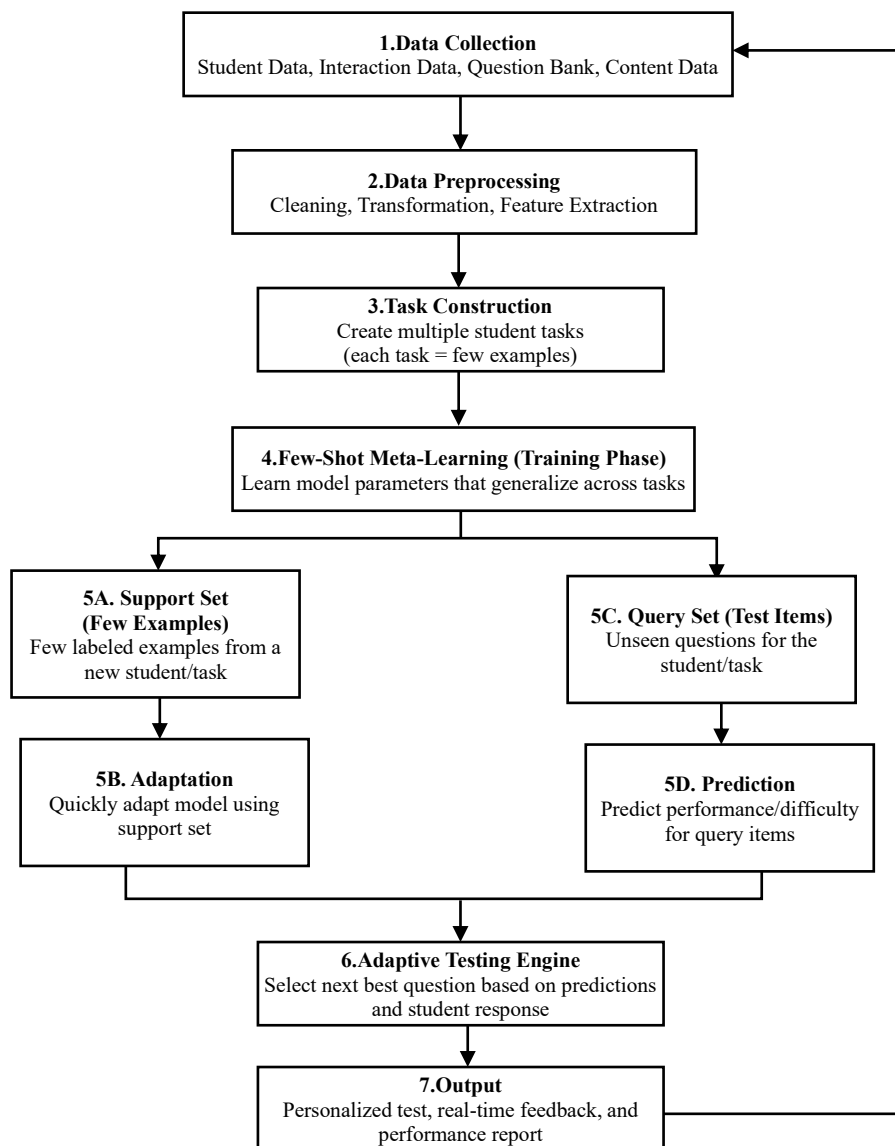 1.Data Collection
Student Data, Interaction Data, Question Bank, Content Data
2.Data Preprocessing
Cleaning, Transformation, Feature Extraction
3.Task Construction
Create multiple student tasks
(each task = few examples)
4.Few-Shot Meta-Learning (Training Phase)
Learn model parameters that generalize across tasks
5A. Support Set
(Few Examples)
Few labeled examples from a
new student/task
5C. Query Set (Test Items)
Unseen questions for the
student/task
5B. Adaptation
Quickly adapt model using
support set
5D. Prediction
Predict performance/difficulty
for query items
6.Adaptive Testing Engine
Select next best question based on predictions
and student response
7.Output
Personalized test, real-time feedback, and
performance report